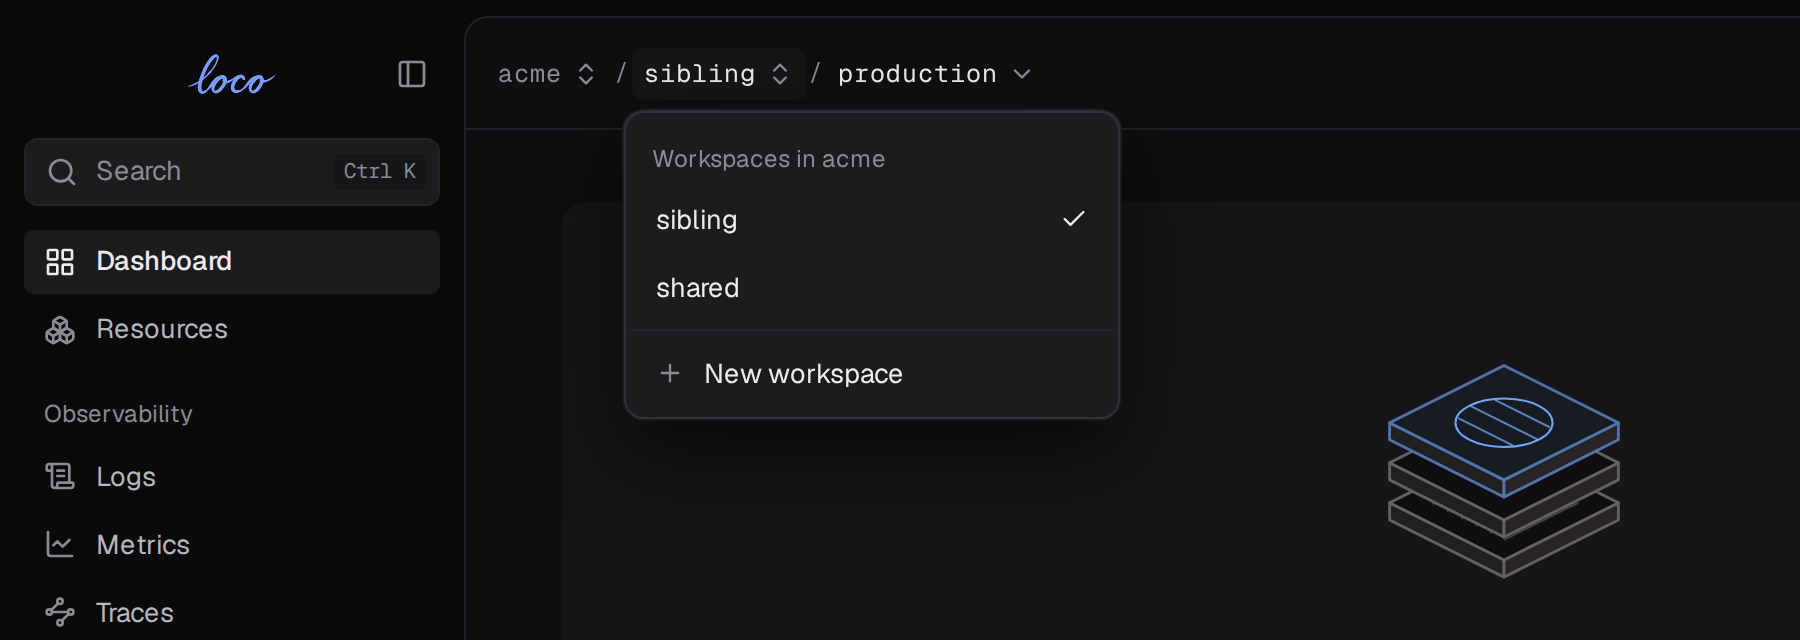 loco
acme / sibling / production
Search Ctrl K
Workspaces in acme
sibling
shared
New workspace
Dashboard
Resources
Observability
Logs
Metrics
Traces